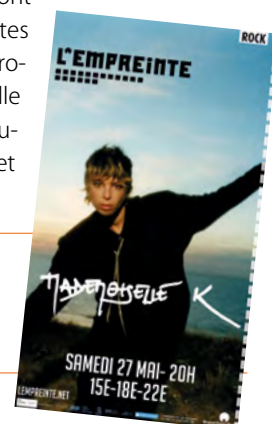 ont
tes
ro-
lle
u-
et
ROCK
L'EMPREINTE
MADEMOISELLE K
SAMEDI 27 MAI- 20H
15E-18E-22E
LEMPREINTE.NET